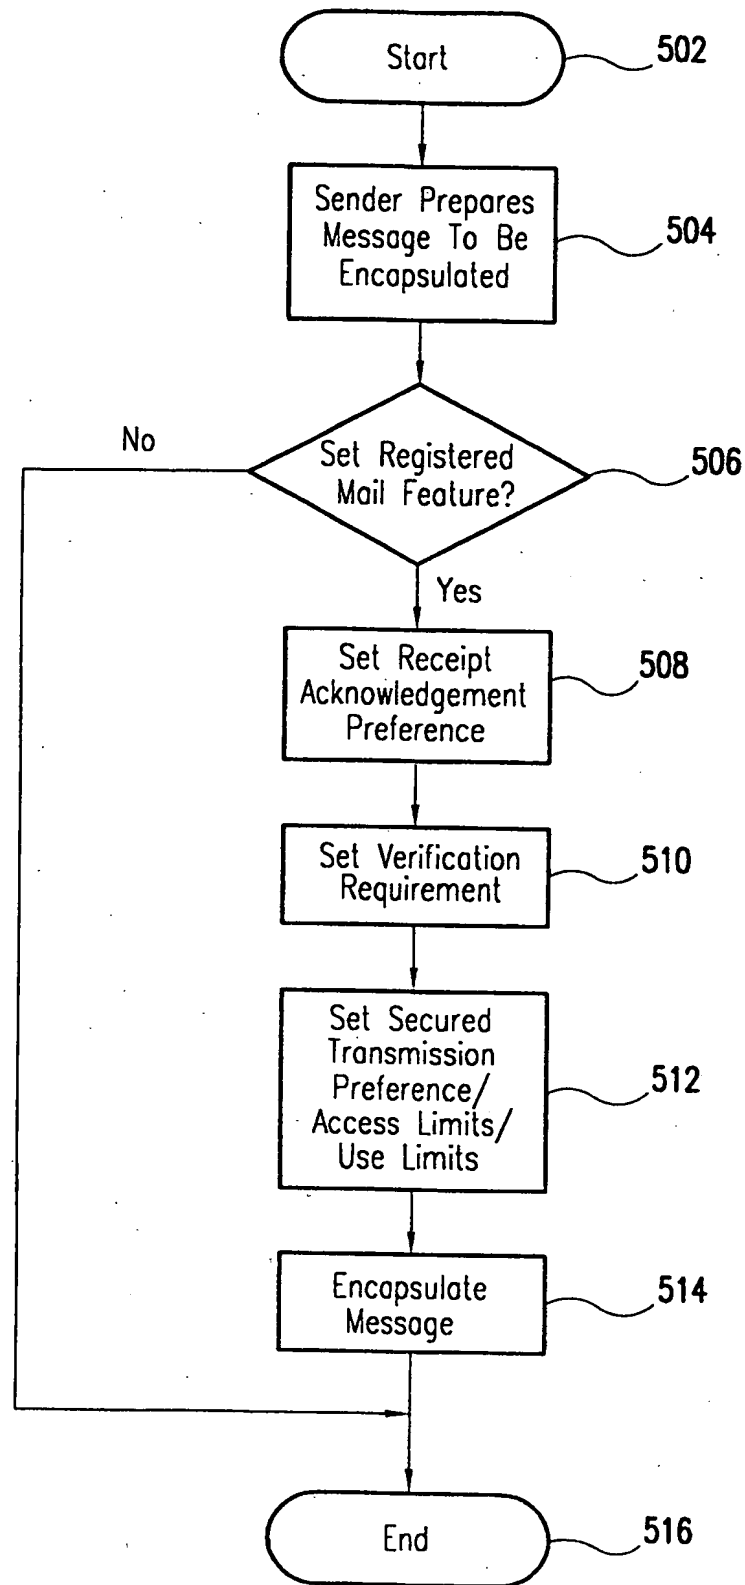 Start
502
Sender Prepares
Message To Be
Encapsulated
504
No
Set Registered
Mail Feature?
506
Yes
Set Receipt
Acknowledgement
Preference
508
Set Verification
Requirement
510
Set Secured
Transmission
Preference/
Access Limits/
Use Limits
512
Encapsulate
Message
514
End
516